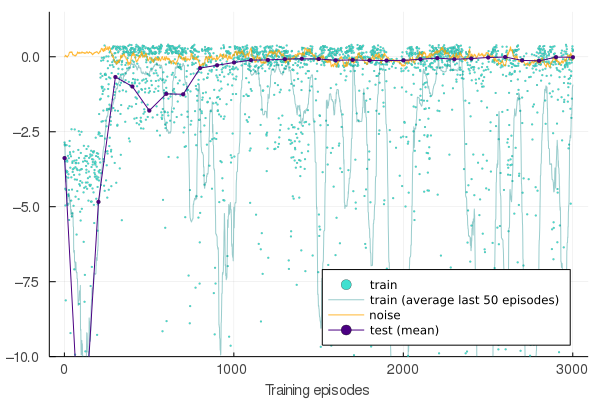 0.0
−2.5
−5.0
−7.5
−10.0
train
train (average last 50 episodes)
noise
test (mean)
0 1000 2000 3000
Training episodes